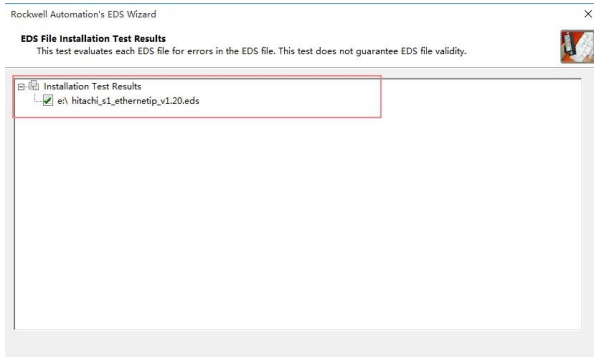 Rockwell Automation's EDS Wizard
EDS File Installation Test Results
This test evaluates each EDS file for errors in the EDS file. This test does not guarantee EDS file validity.
Installation Test Results
e:\ hitachi_s1_ethernetip_v1.20.eds